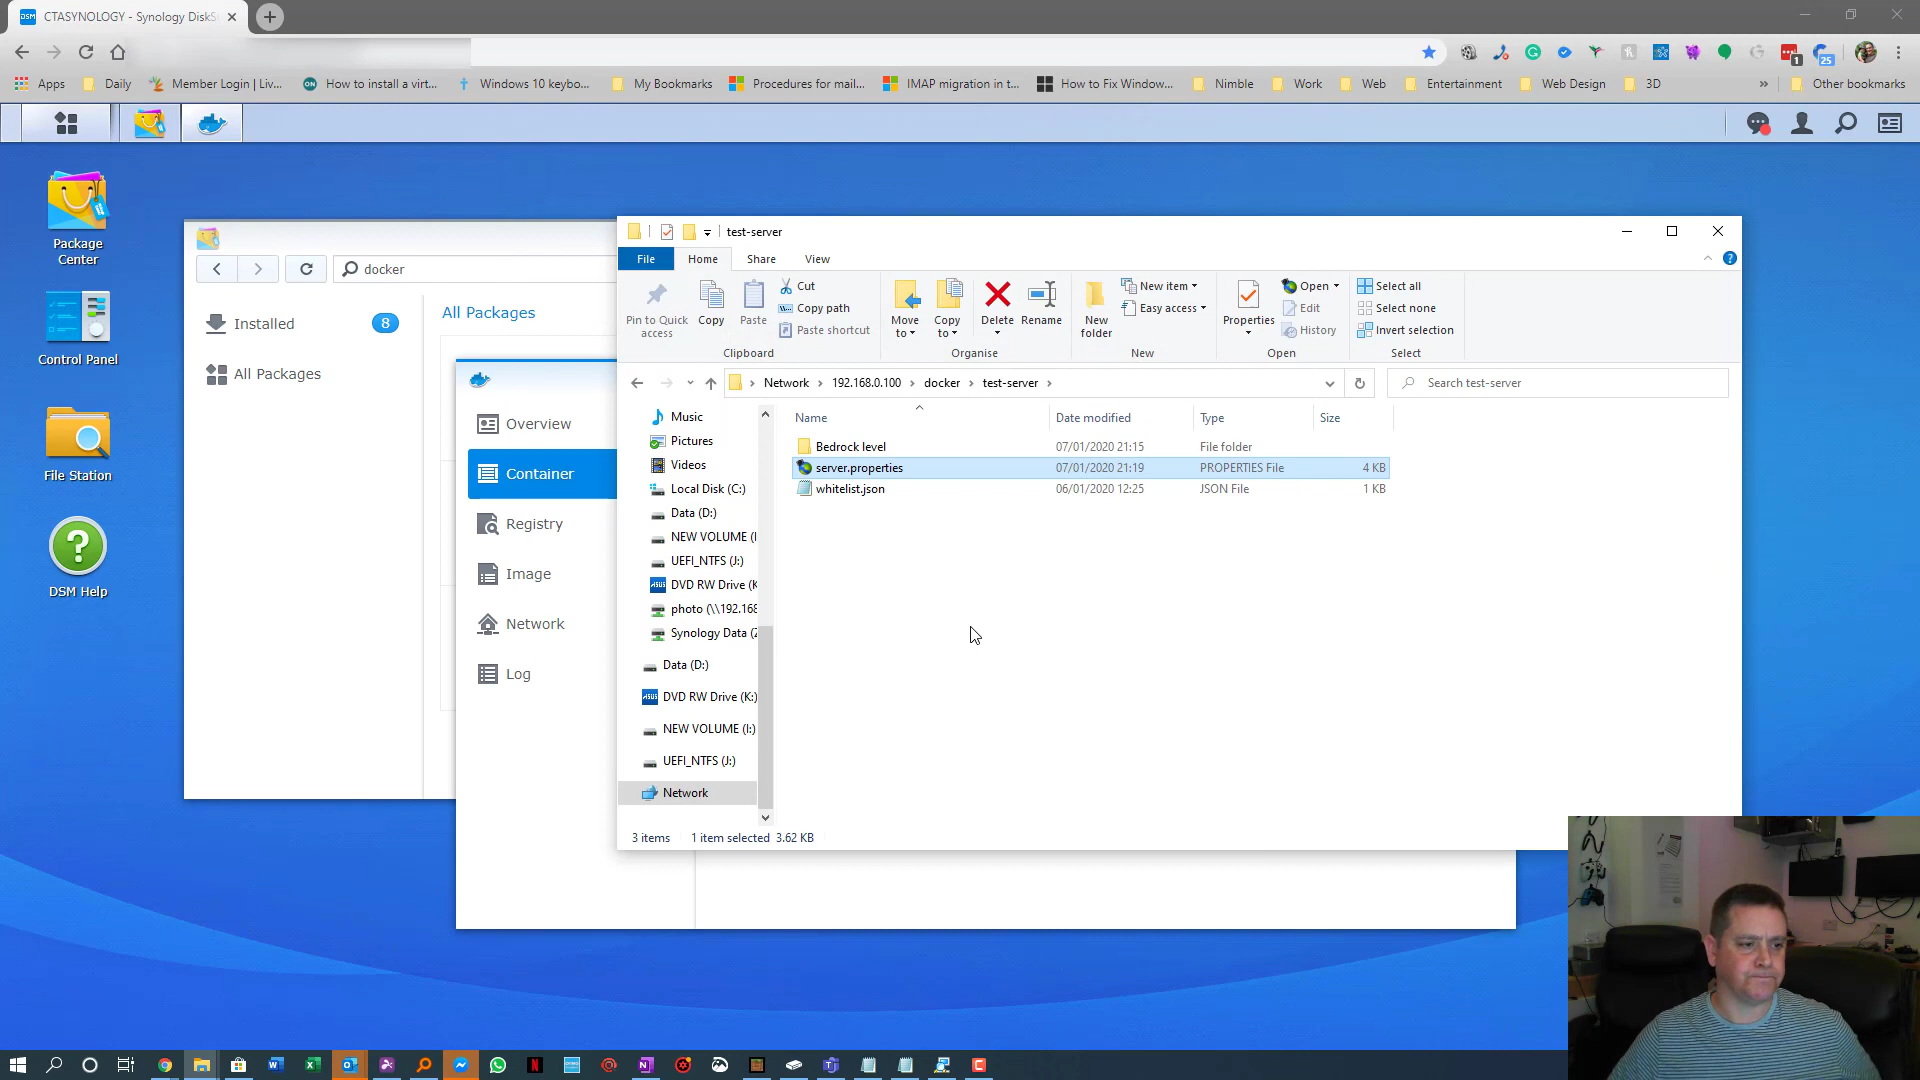 CTASYNOLOGY - Synology DiskS
Apps
Daily
Member Login | Liv...
How to install a virt...
Windows 10 keybo...
My Bookmarks
Procedures for mail...
IMAP migration in t...
How to Fix Window...
Nimble
Work
Web
Entertainment
Web Design
3D
»
Other bookmarks
1
25
Package
Center
Control Panel
File Station
DSM Help
docker
Installed
8
All Packages
All Packages
Overview
Container
Registry
Image
Network
Log
test-server
File
Home
Share
View
Pin to Quick
access
Copy
Paste
Cut
Copy path
Paste shortcut
Clipboard
Move
to
Copy
to
Delete
Rename
Organise
New
folder
New item
Easy access
New
Properties
Open
Edit
History
Open
Select all
Select none
Invert selection
Select
Network
192.168.0.100
docker
test-server
Search test-server
Music
Pictures
Videos
Local Disk (C:)
Data (D:)
NEW VOLUME (I
UEFI_NTFS (J:)
DVD RW Drive (K
photo (\\192.168
Synology Data (Z
Data (D:)
DVD RW Drive (K:)
NEW VOLUME (I:)
UEFI_NTFS (J:)
Network
Name
Date modified
Type
Size
Bedrock level
07/01/2020 21:15
File folder
server.properties
07/01/2020 21:19
PROPERTIES File
4 KB
whitelist.json
06/01/2020 12:25
JSON File
1 KB
3 items
1 item selected 3.62 KB